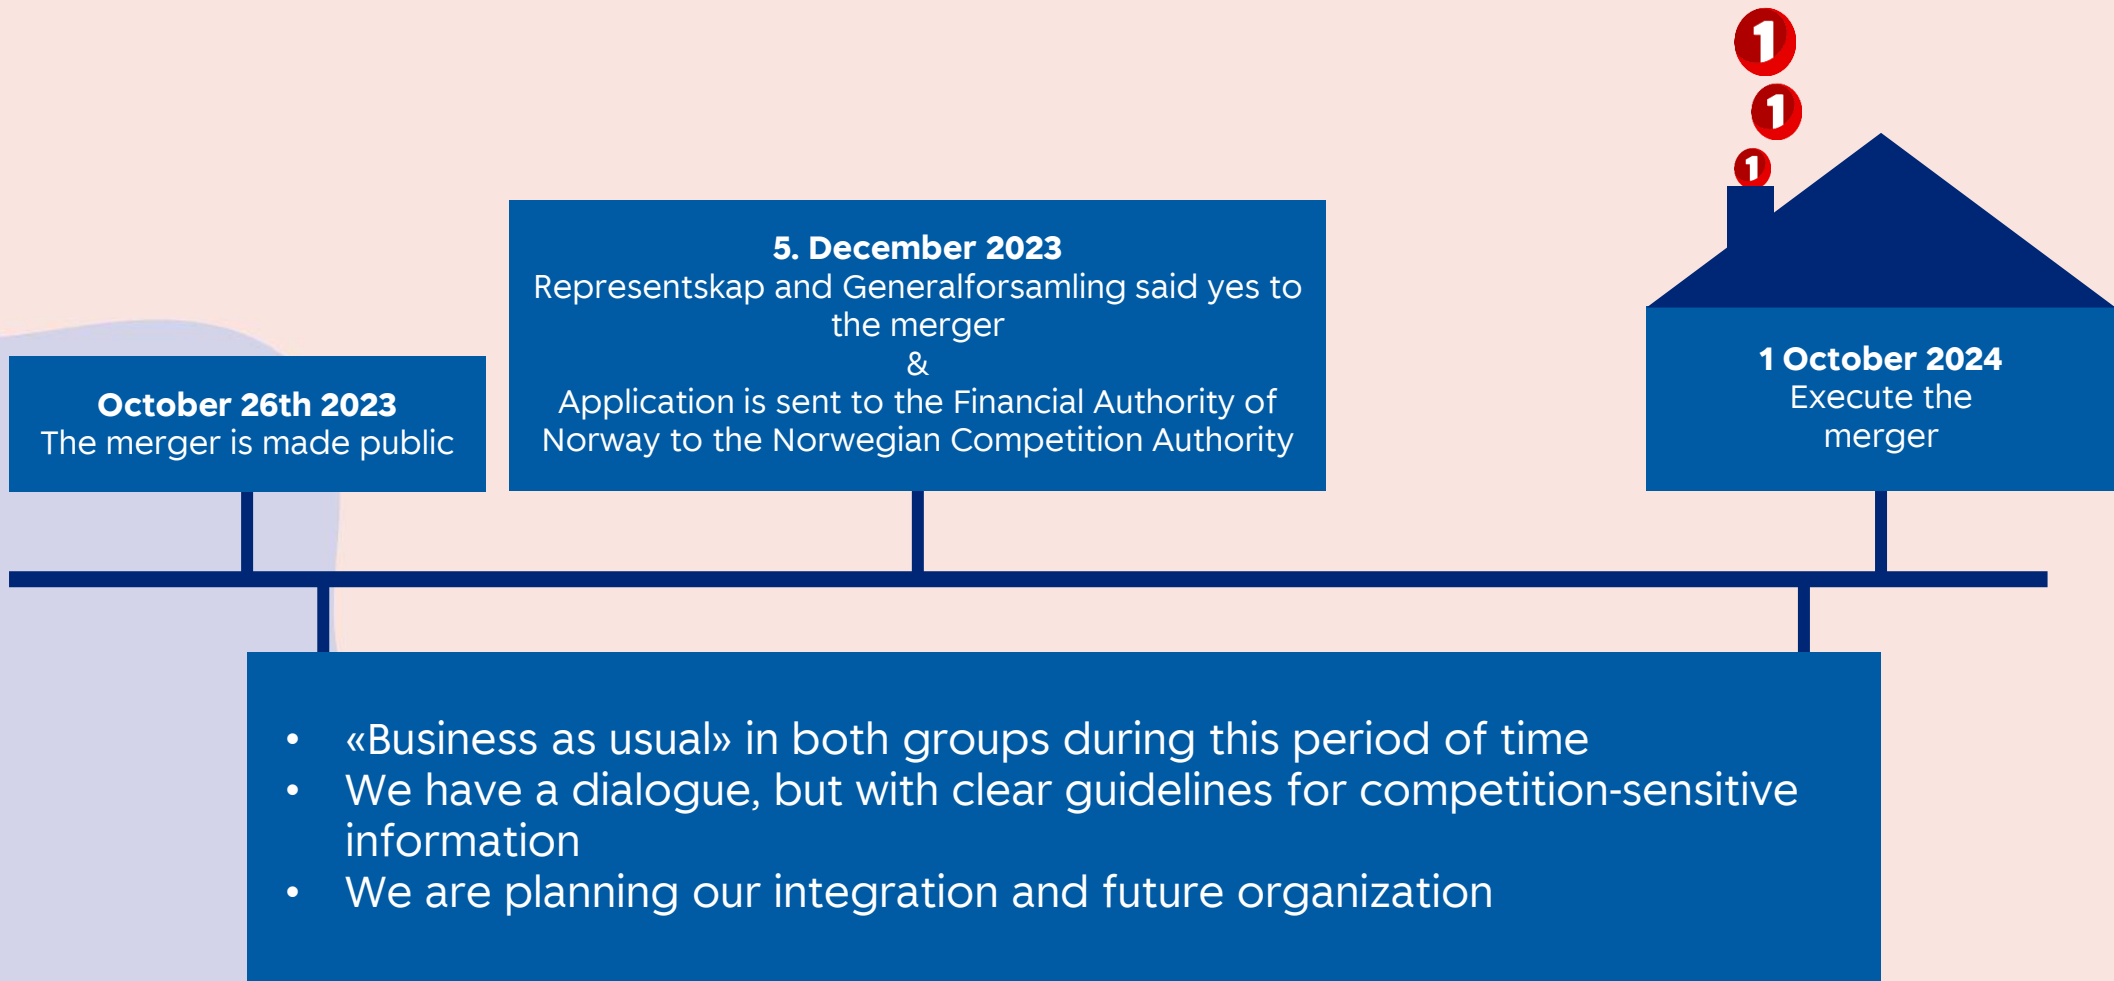 1
1
1
5. December 2023
Representskap and Generalforsamling said yes to
the merger
&
Application is sent to the Financial Authority of
Norway to the Norwegian Competition Authority
October 26th 2023
The merger is made public
1 October 2024
Execute the
merger
• «Business as usual» in both groups during this period of time
• We have a dialogue, but with clear guidelines for competition-sensitive
information
• We are planning our integration and future organization